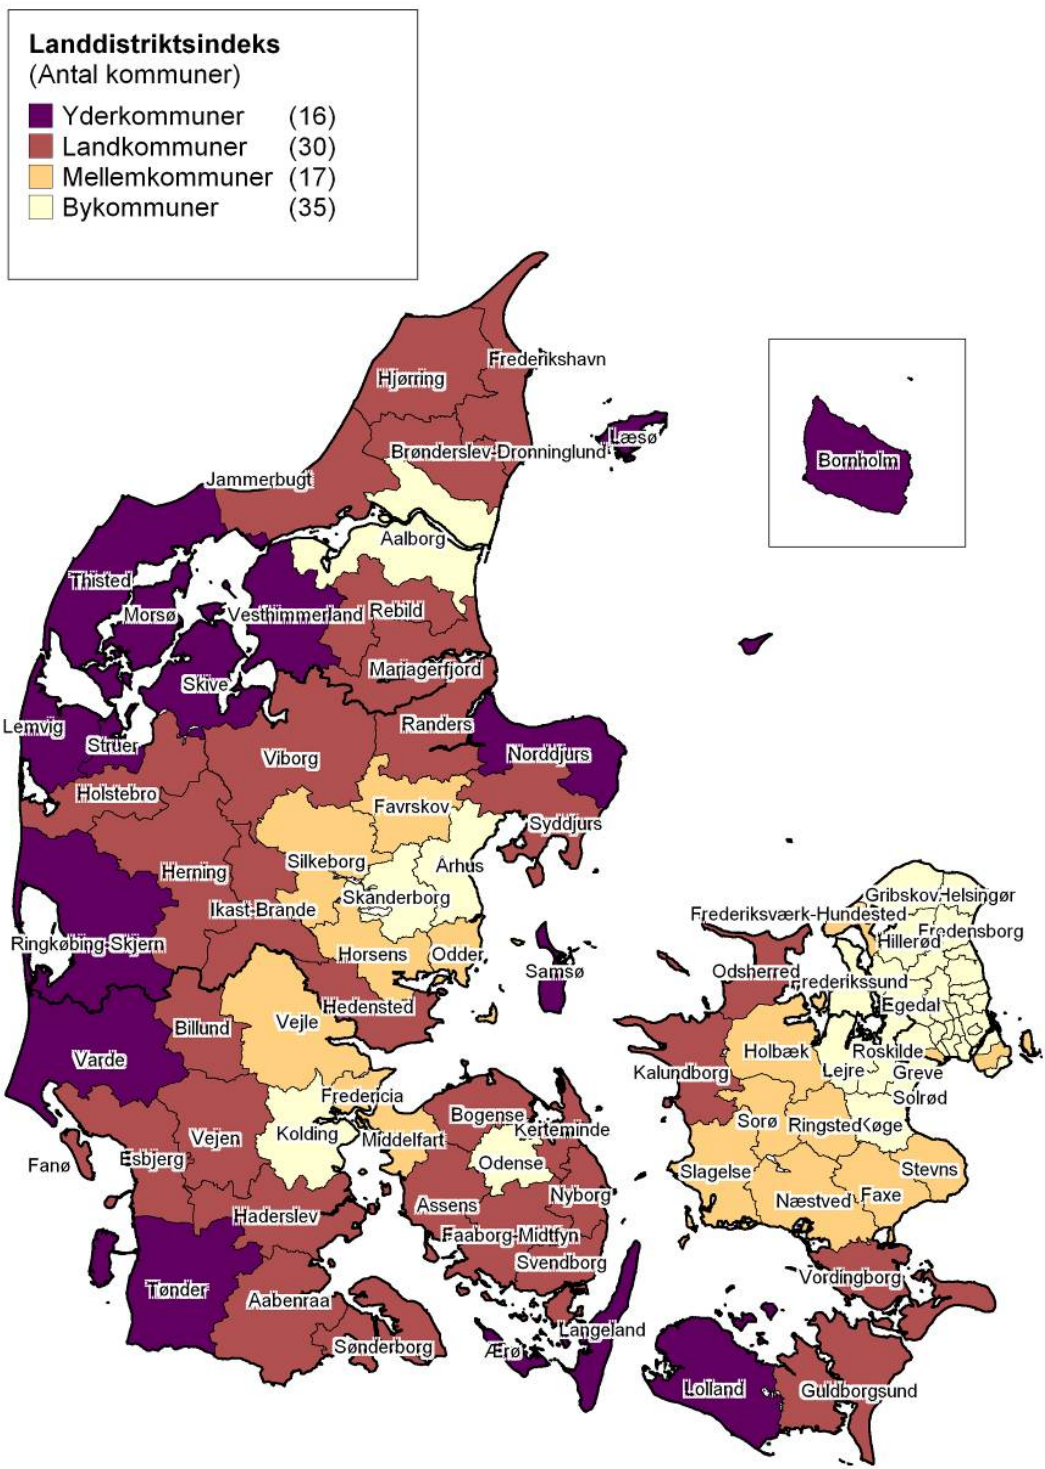 Landdistriktsindeks
(Antal kommuner)
Yderkommuner (16)
Landkommuner (30)
Mellemkommuner (17)
Bykommuner (35)
Frederikshavn
Hjørring
Læsø
Brønderslev-Dronninglund
Bornholm
Jammerbugt
Aalborg
Thisted
Morsø
Vesthimmerland
Rebild
Mariagerfjord
Skive
Lemvig
Randers
Struer
Viborg
Norddjurs
Holstebro
Favrskov
Syddjurs
Silkeborg
Århus
Herning
Skanderborg
Gribskov
Helsingør
Ikast-Brande
Frederiksværk-Hundested
Fredensborg
Ringkøbing-Skjern
Hillerød
Horsens
Odder
Samsø
Odsherred
Frederikssund
Hedensted
Egedal
Vejle
Billund
Varde
Holbæk
Roskilde
Kalundborg
Lejre
Greve
Fredericia
Solrød
Bogense
Kerteminde
Sorø
Ringsted
Køge
Kolding
Middelfart
Vejen
Esbjerg
Fanø
Odense
Slagelse
Stevns
Nyborg
Assens
Næstved
Faxe
Haderslev
Faaborg-Midtfyn
Svendborg
Vordingborg
Tønder
Aabenraa
Langeland
Sønderborg
Ærø
Lolland
Guldborgsund